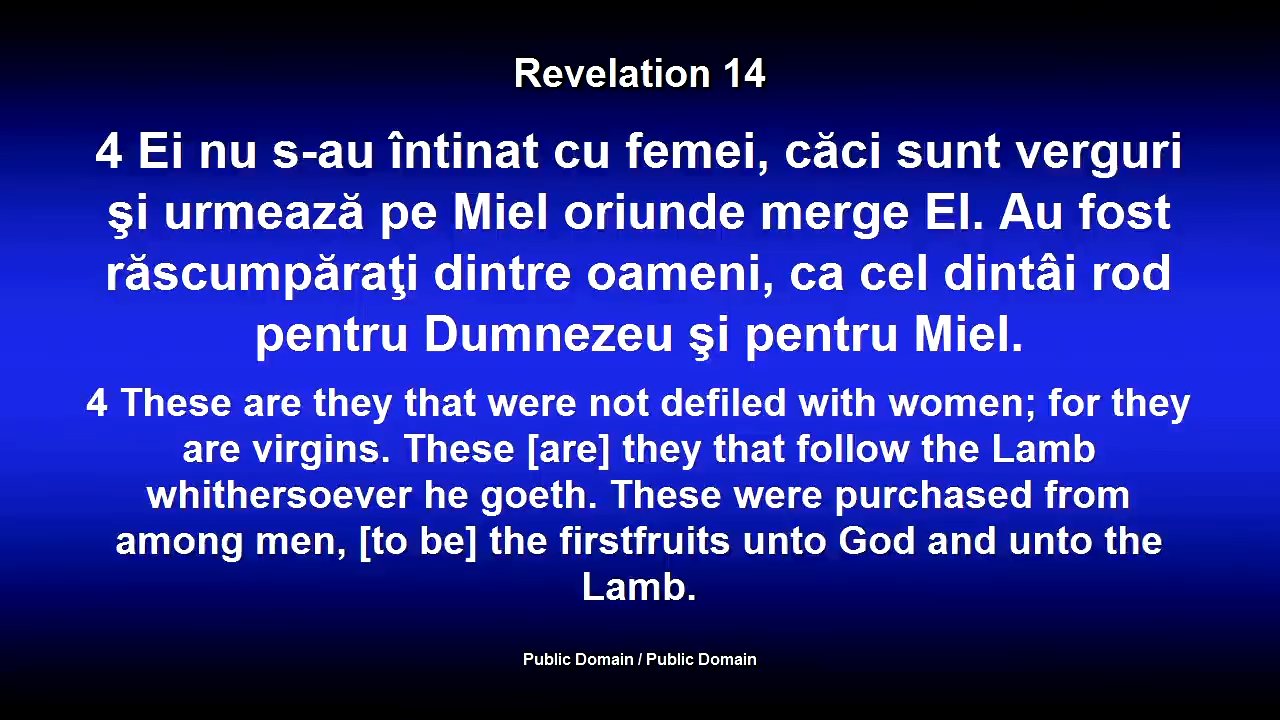 Revelation 14
4 Ei nu s-au întinat cu femei, căci sunt verguri
şi urmează pe Miel oriunde merge El. Au fost
răscumpăraţi dintre oameni, ca cel dintâi rod
pentru Dumnezeu şi pentru Miel.
4 These are they that were not defiled with women; for they
are virgins. These [are] they that follow the Lamb
whithersoever he goeth. These were purchased from
among men, [to be] the firstfruits unto God and unto the
Lamb.
Public Domain / Public Domain